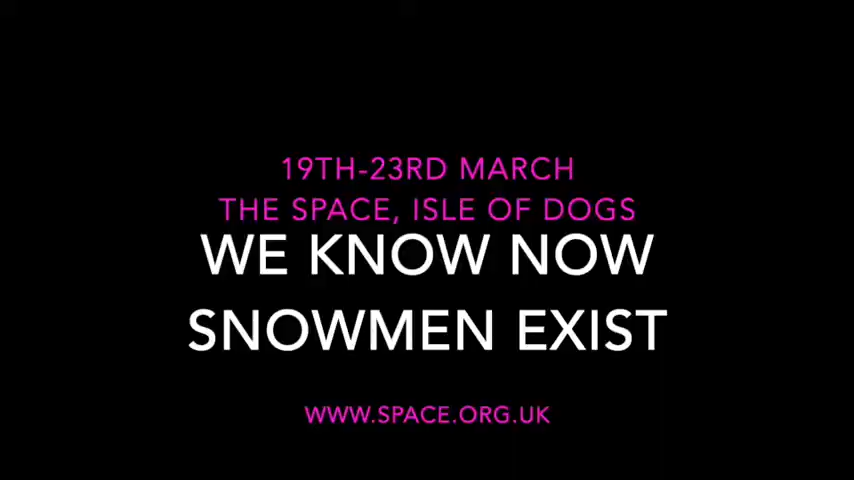 19TH-23RD MARCH
THE SPACE, ISLE OF DOGS
WE KNOW NOW
SNOWMEN EXIST
WWW.SPACE.ORG.UK